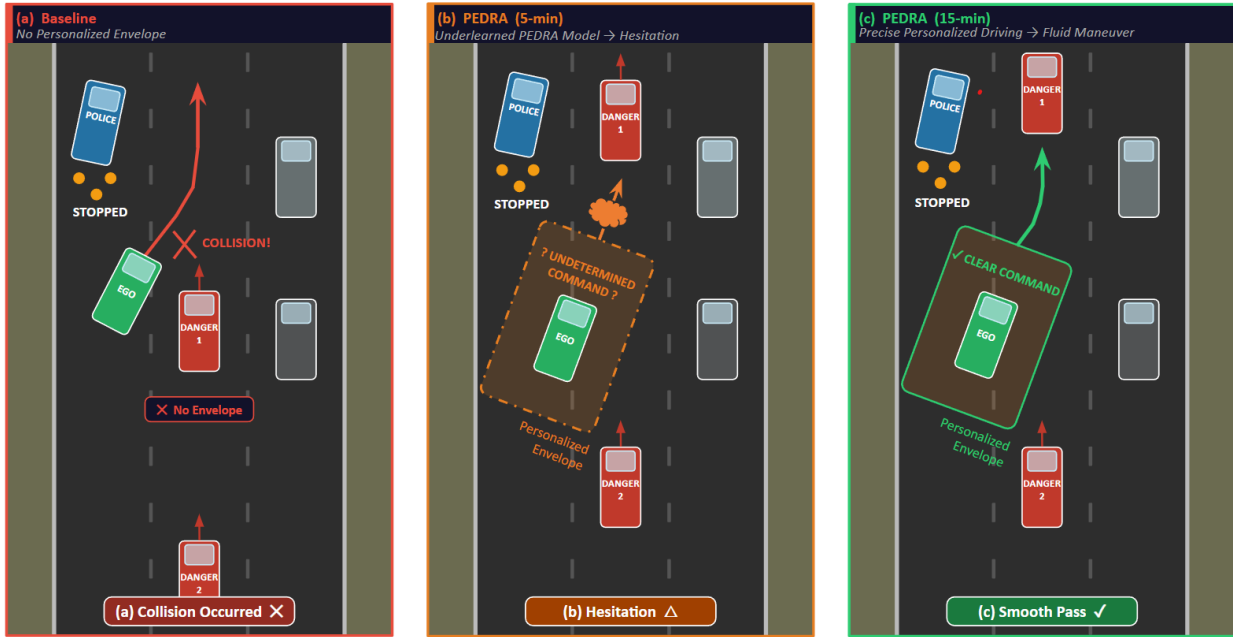 (a) Baseline
No Personalized Envelope
POLICE
STOPPED
COLLISION!
EGO
DANGER
1
✕ No Envelope
DANGER
2
(a) Collision Occurred ✕
(b) PEDRA (5-min)
Underlearned PEDRA Model → Hesitation
POLICE
DANGER
1
STOPPED
? UNDETERMINED
COMMAND ?
EGO
Personalized
Envelope
DANGER
2
(b) Hesitation △
(c) PEDRA (15-min)
Precise Personalized Driving → Fluid Maneuver
POLICE
DANGER
1
STOPPED
✓ CLEAR COMMAND
EGO
Personalized
Envelope
DANGER
2
(c) Smooth Pass ✓